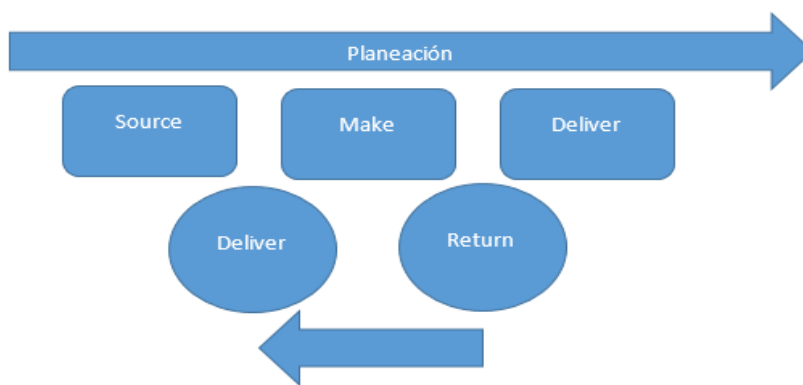 Planeación
Source
Make
Deliver
Deliver
Return